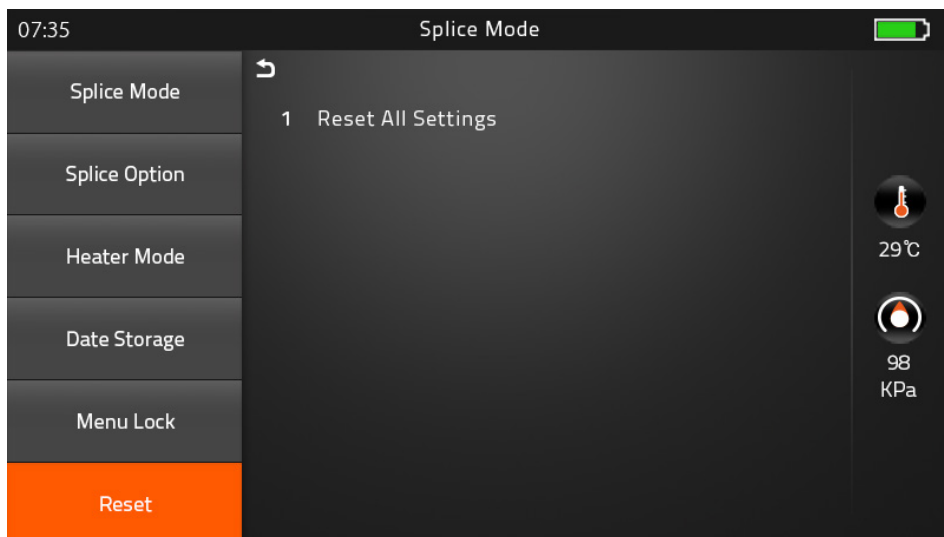 07:35
Splice Mode
Splice Mode
1 Reset All Settings
Splice Option
Heater Mode
Date Storage
Menu Lock
Reset
29℃
98
KPa